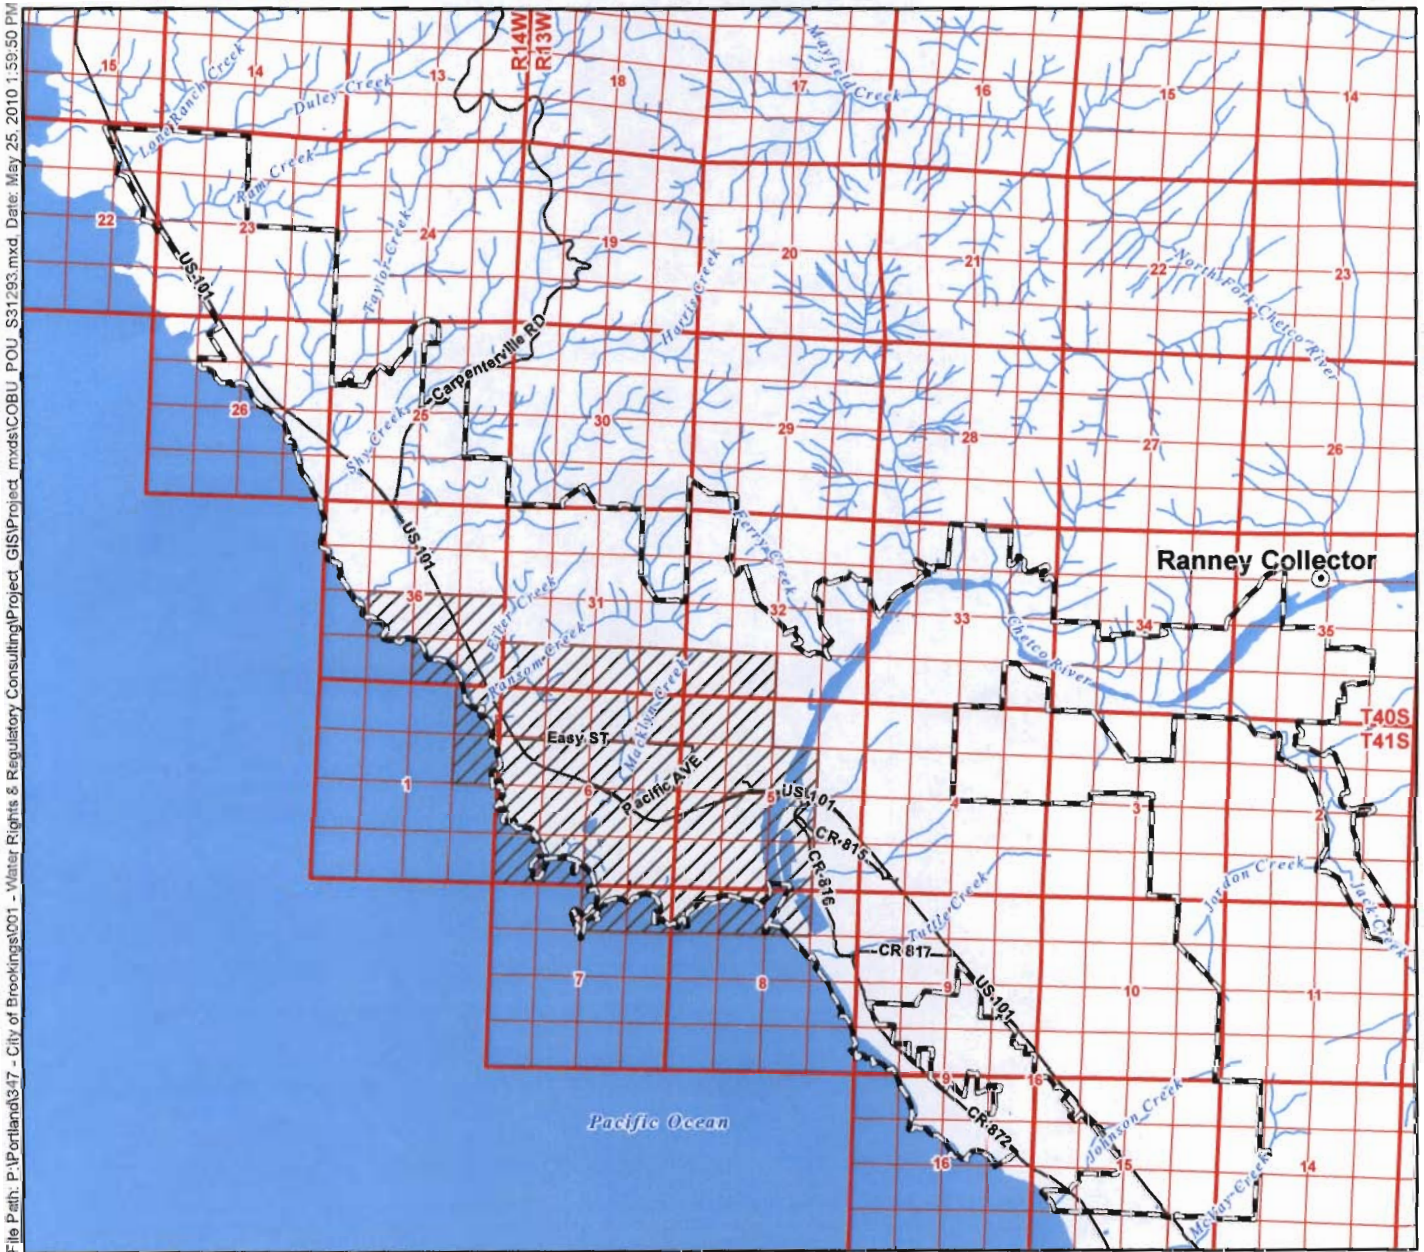 File Path: P:\Portland\347 - City of Brookings\001 - Water Rights & Regulatory Consulting\Project_GIS\Project_mxds\COBU_POU_S31293.mxd, Date: May 25, 2010 1:59:50 PM
R14W
R13W
15
Lone Ranch Creek
14
Duley Creek
13
18
17
Mayfield Creek
16
15
14
Ram Creek
22
23
Taylor Creek
24
19
Harris Creek
20
21
22
North Fork Chetco River
23
US 101
Carpenterville RD
26
Shy Creek
25
30
29
28
27
26
US 101
Ferry Creek
Ranney Collector
36
Eiler Creek
31
32
33
34
35
Ransom Creek
Chetco River
Macklyn Creek
T40S
T41S
Easy ST
Pacific AVE
1
6
5
US 101
4
3
2
CR 815
CR 816
Turtle Creek
Jordon Creek
Jack Creek
CR 817
7
8
9
US 101
10
11
9
16
CR 872
Johnson Creek
Pacific Ocean
16
15
McVay Creek
14